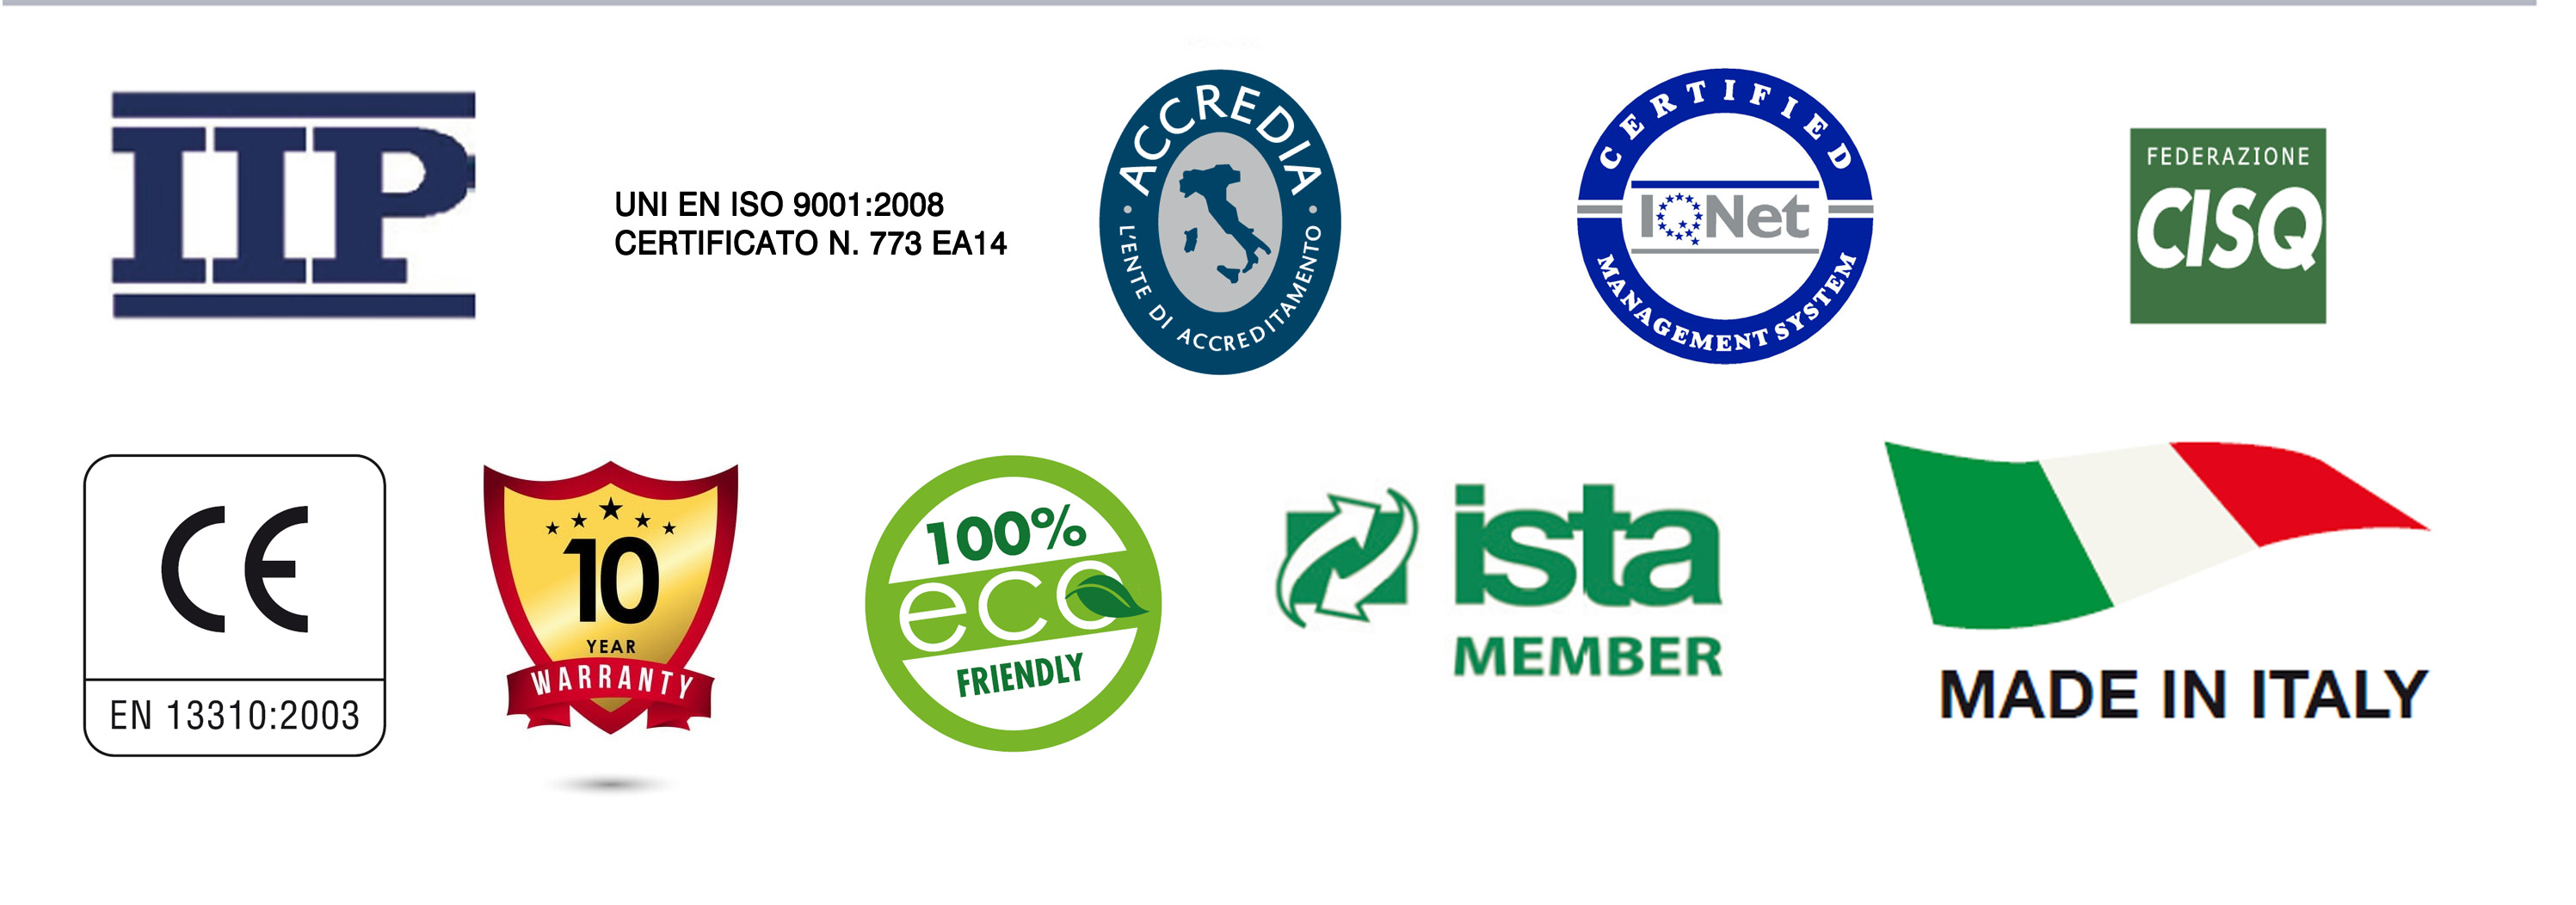 IIP
UNI EN ISO 9001:2008
CERTIFICATO N. 773 EA14
ACCREDIA
L'ENTE DI ACCREDITAMENTO
CERTIFIED
IQNet
MANAGEMENT SYSTEM
FEDERAZIONE
CISQ
CE
EN 13310:2003
10
YEAR
WARRANTY
100%
eco
FRIENDLY
ista
MEMBER
MADE IN ITALY